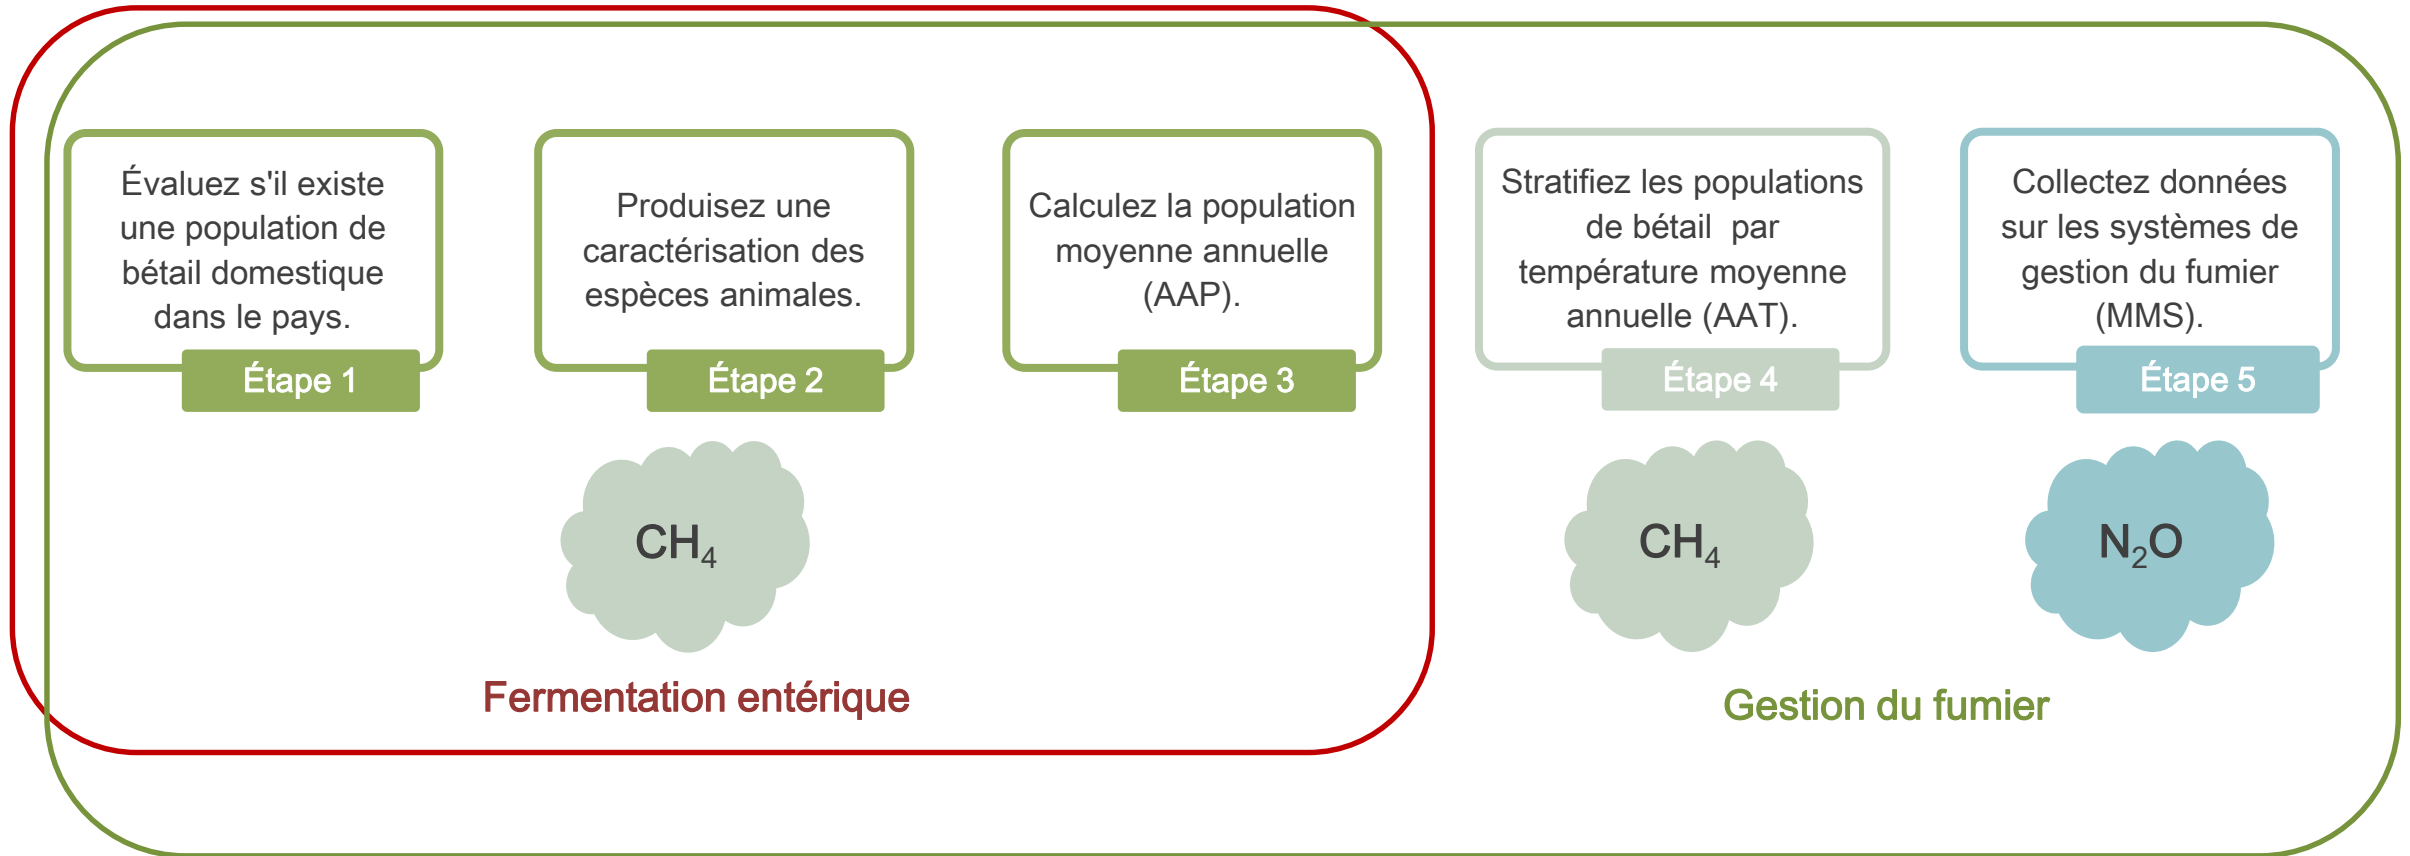 Évaluez s'il existe
une population de
bétail domestique
dans le pays.
Étape 1
Produisez une
caractérisation des
espèces animales.
Étape 2
Calculez la population
moyenne annuelle
(AAP).
Étape 3
Stratifiez les populations
de bétail  par
température moyenne
annuelle (AAT).
Étape 4
Collectez données
sur les systèmes de
gestion du fumier
(MMS).
Étape 5
CH₄
CH₄
N₂O
Fermentation entérique
Gestion du fumier